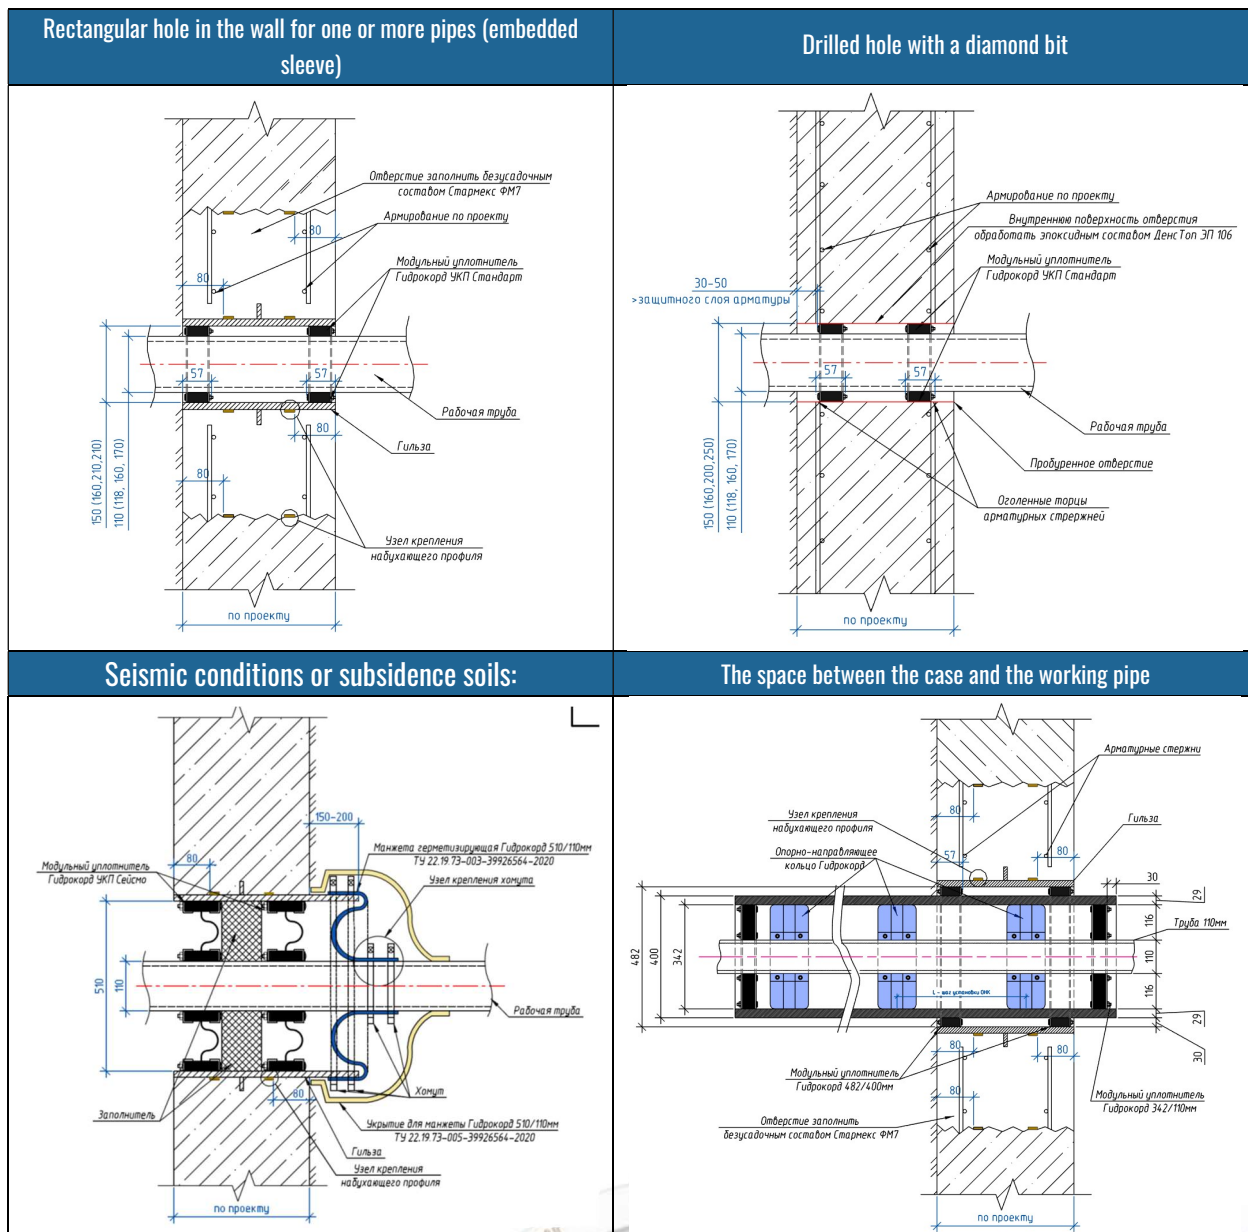 Rectangular hole in the wall for one or more pipes (embedded
sleeve)
Drilled hole with a diamond bit
Отверстие заполнить безусадочным
составом Стармекс ФМ7
Армирование по проекту
80
Модульный уплотнитель
Гидрокорд УКП Стандарт
80
57
57
Рабочая труба
80
Гильза
80
150 (160,210,210)
110 (118, 160, 170)
Узел крепления
набухающего профиля
по проекту
Армирование по проекту
Внутреннюю поверхность отверстия
обработать эпоксидным составом ДенсТоп ЭП 106
Модульный уплотнитель
Гидрокорд УКП Стандарт
30-50
>защитного слоя арматуры
57
57
Рабочая труба
Пробуренное отверстие
150 (160,200,250)
110 (118, 160, 170)
Оголенные торцы
арматурных стрержней
по проекту
Seismic conditions or subsidence soils:
The space between the case and the working pipe
150-200
80
Модульный уплотнитель
Гидрокорд УКП Сейсмо
Манжета герметизирующая Гидрокорд 510/110мм
ТУ 22.19.73-003-39926564-2020
Узел крепления хомута
510
110
Рабочая труба
80
Хомут
Заполнитель
Укрытие для манжеты Гидрокорд 510/110мм
ТУ 22.19.73-005-39926564-2020
Гильза
Узел крепления
набухающего профиля
по проекту
Арматурные стержни
80
Узел крепления
набухающего профиля
Гильза
Опорно-направляющее
кольцо Гидрокорд
57
80
30
29
116
Труба 110мм
482
400
342
110
L - шаг установки ОНК
116
29
30
80
80
Модульный уплотнитель
Гидрокорд 482/400мм
80
Модульный уплотнитель
Гидрокорд 342/110мм
Отверстие заполнить
безусадочным составом Стармекс ФМ7
по проекту